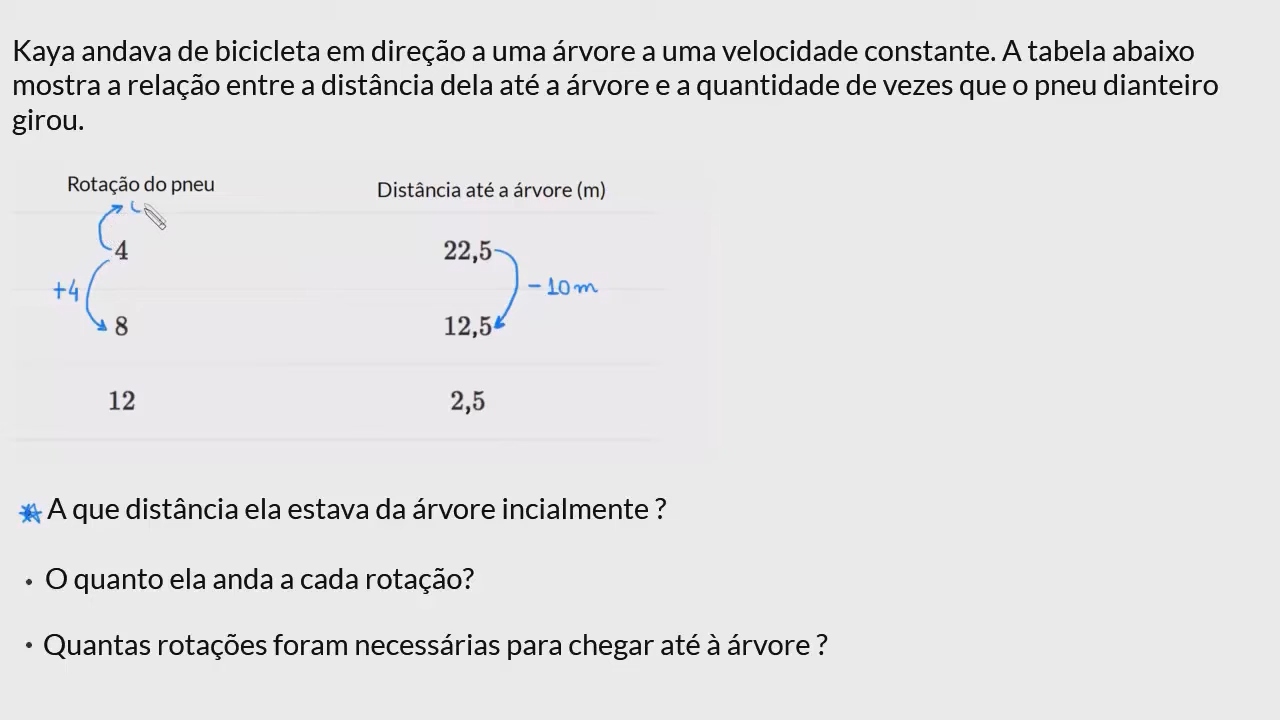 Kaya andava de bicicleta em direção a uma árvore a uma velocidade constante. A tabela abaixo
mostra a relação entre a distância dela até a árvore e a quantidade de vezes que o pneu dianteiro
girou.
Rotação do pneu Distância até a árvore (m)
4 22,5
+4 -10 m
8 12,5
12 2,5
A que distância ela estava da árvore incialmente ?
• O quanto ela anda a cada rotação?
• Quantas rotações foram necessárias para chegar até à árvore ?